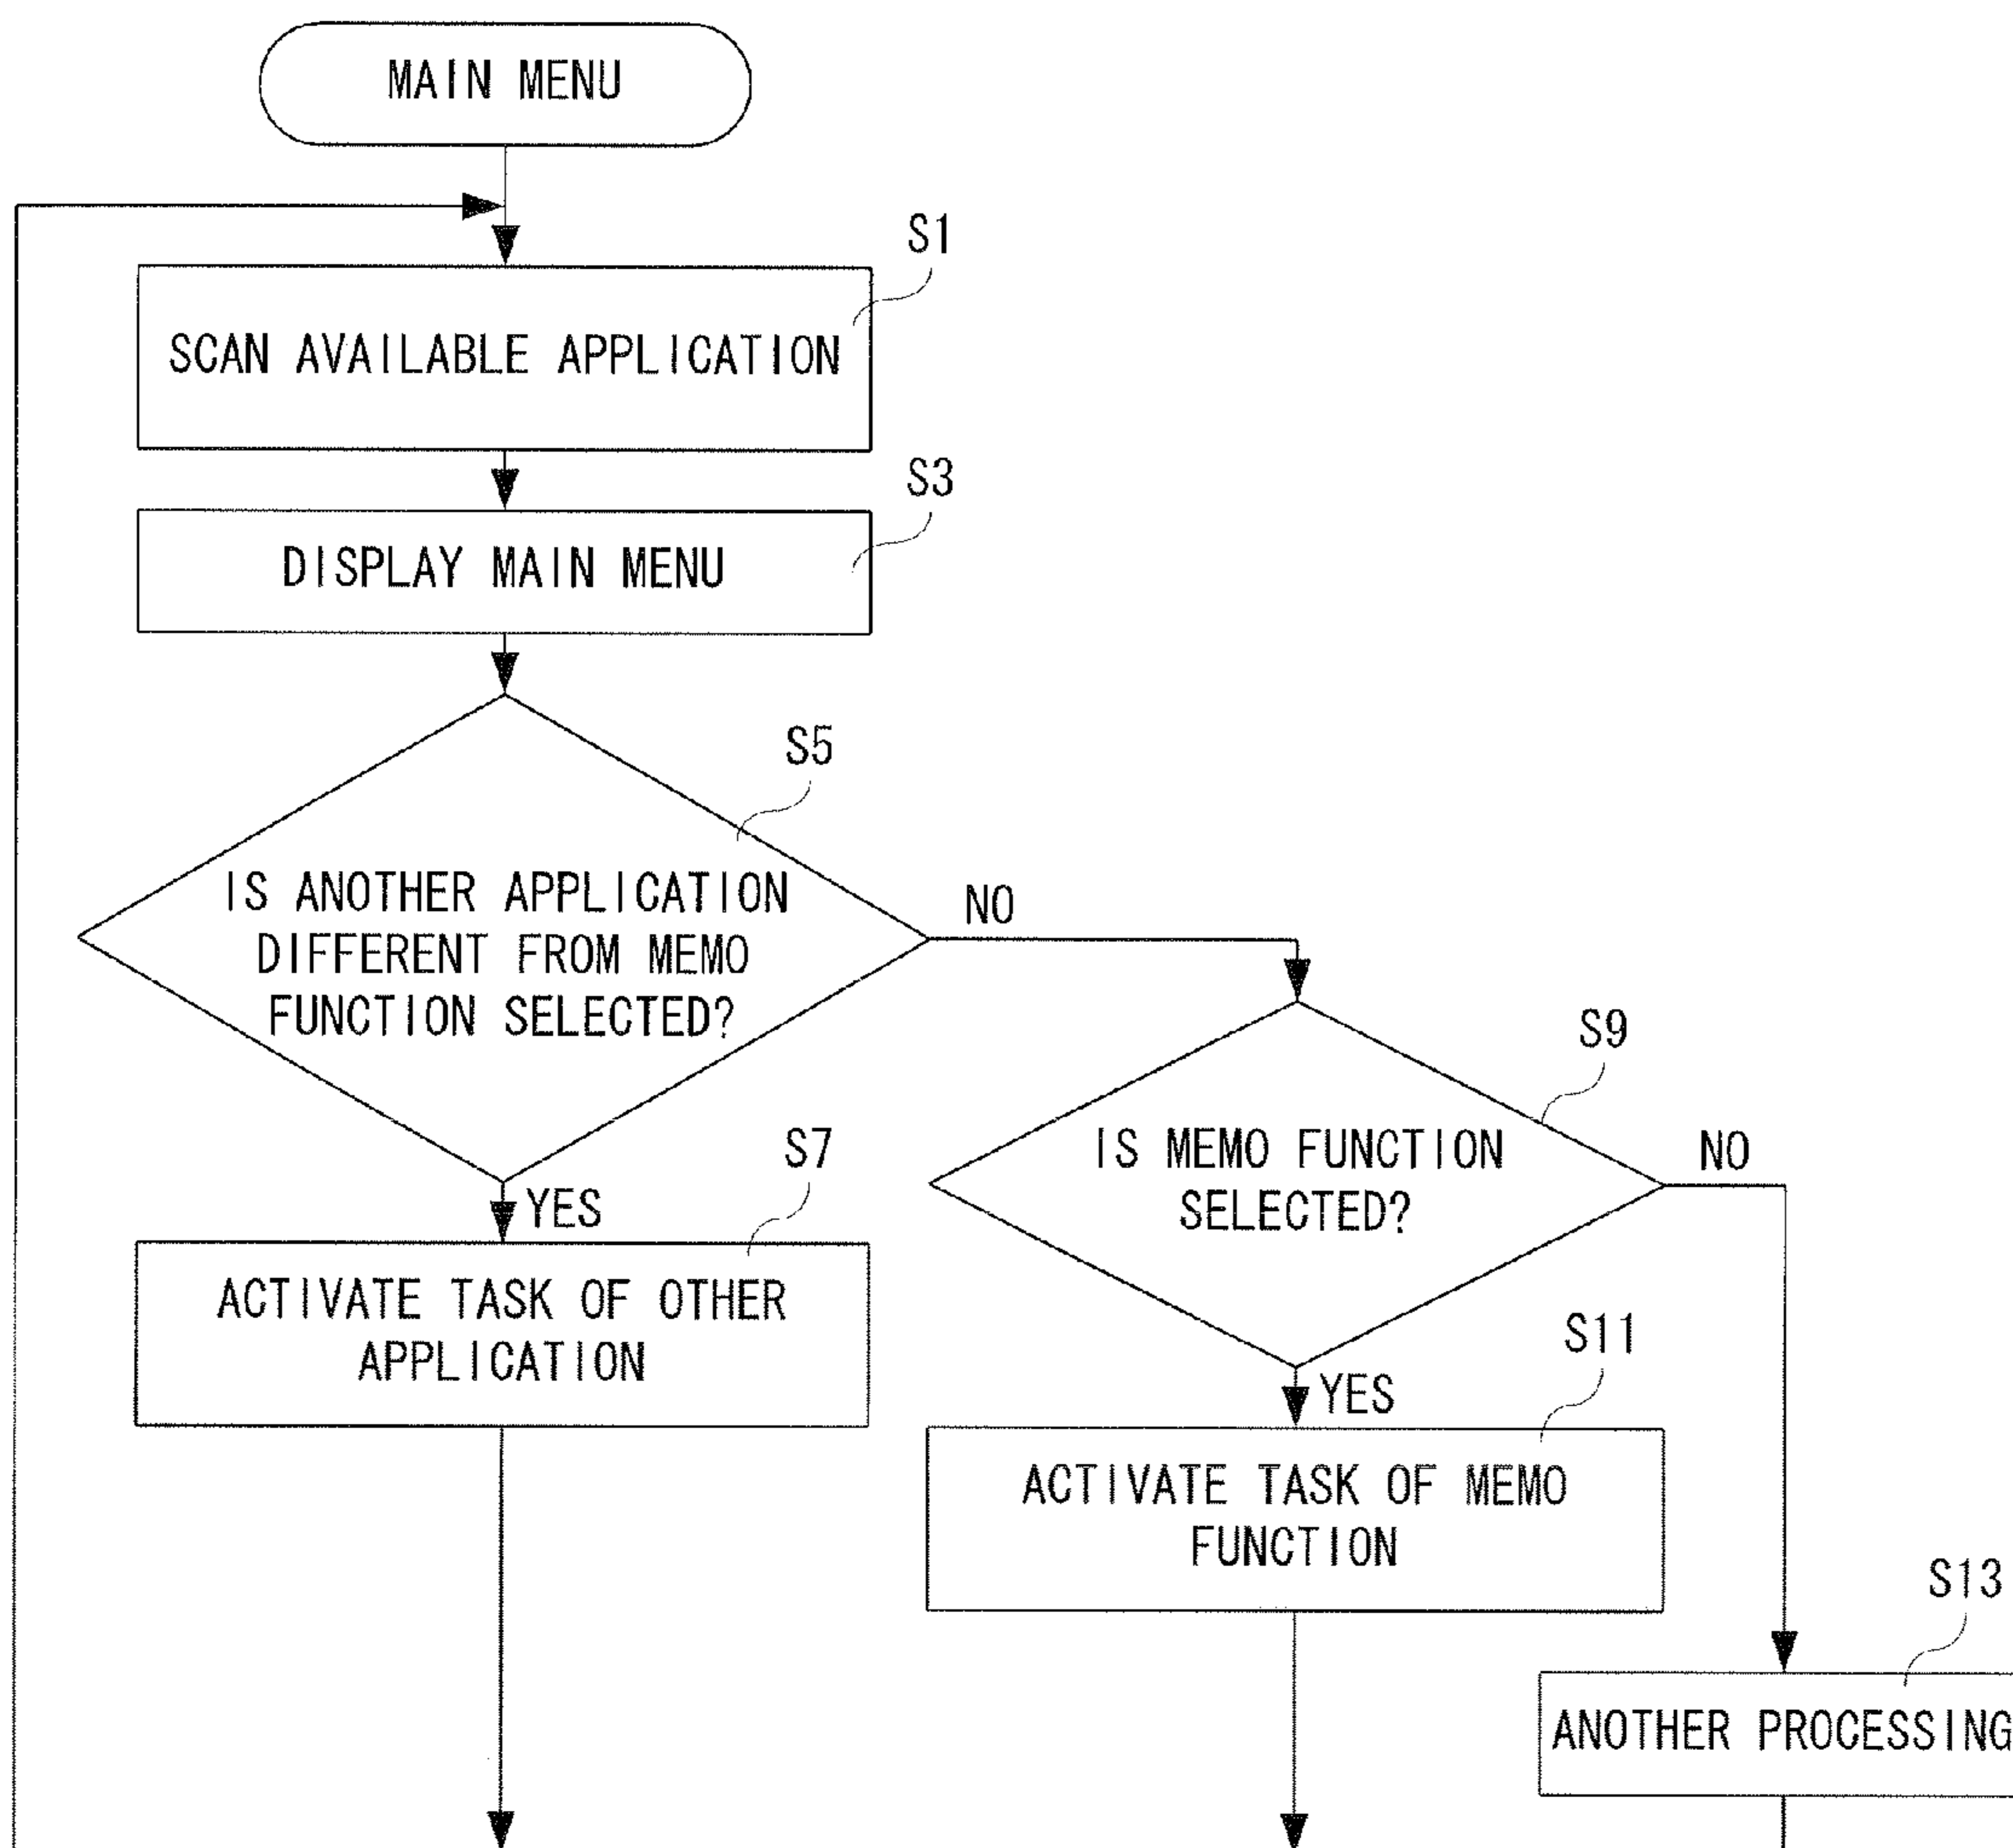 MAIN MENU
S1
SCAN AVAILABLE APPLICATION
S3
DISPLAY MAIN MENU
S5
IS ANOTHER APPLICATION
DIFFERENT FROM MEMO
FUNCTION SELECTED?
NO
S9
IS MEMO FUNCTION
SELECTED?
NO
YES
S7
ACTIVATE TASK OF OTHER
APPLICATION
YES
S11
ACTIVATE TASK OF MEMO
FUNCTION
S13
ANOTHER PROCESSING